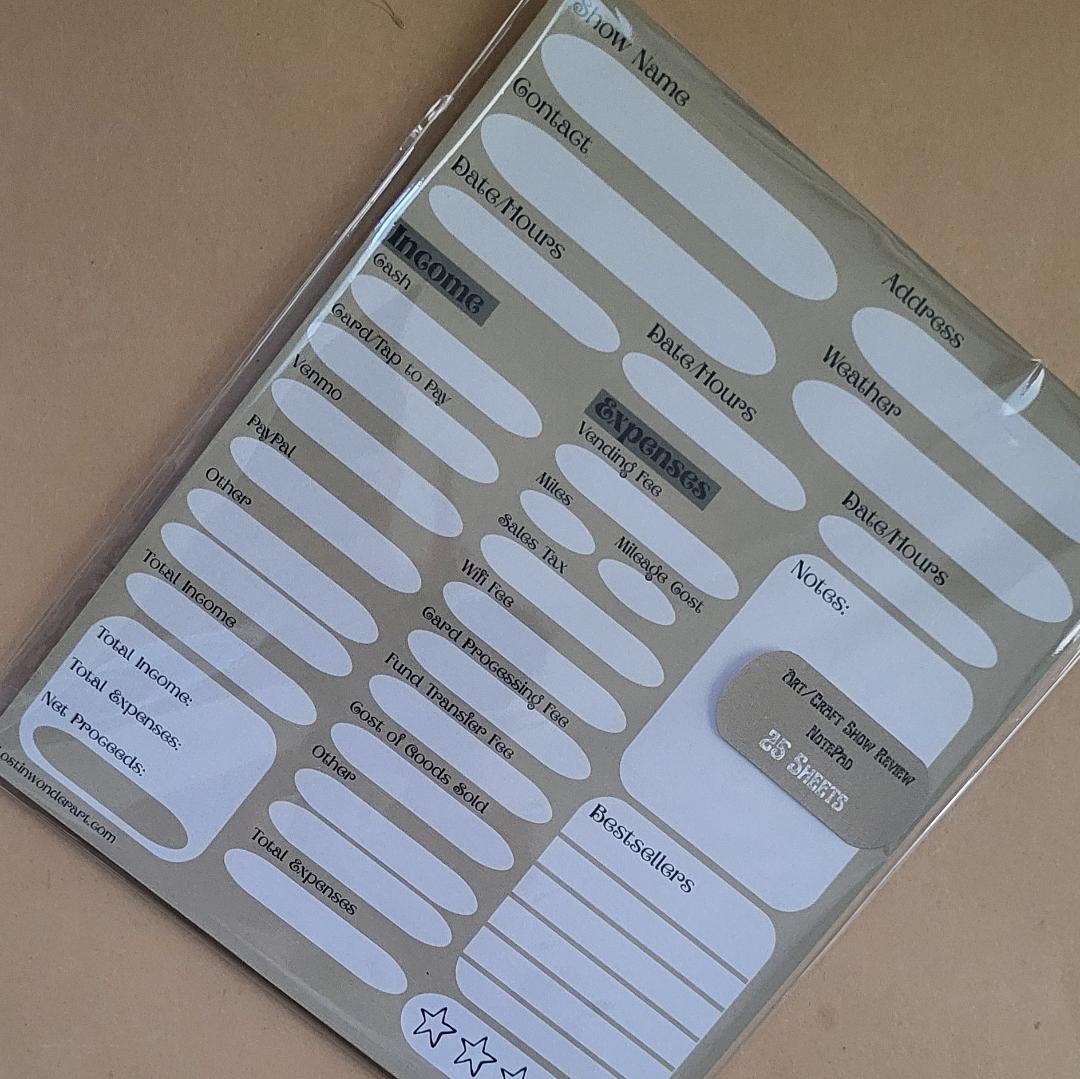 Show Name
Contact
Address
Weather
Date/Hours
Date/Hours
Date/Hours
Income
Cash
Card/Tap to Pay
Venmo
PayPal
Other
Total Income
Total Income:
Total Expenses:
Net Proceeds:
Expenses
Vending Fee
Miles
Mileage Cost
Sales Tax
Wifi Fee
Card Processing Fee
Fund Transfer Fee
Cost of Goods Sold
Other
Total Expenses
Notes:
Art/Craft Show Review
NotePad
25 Sheets
Bestsellers
lostinwonderart.com